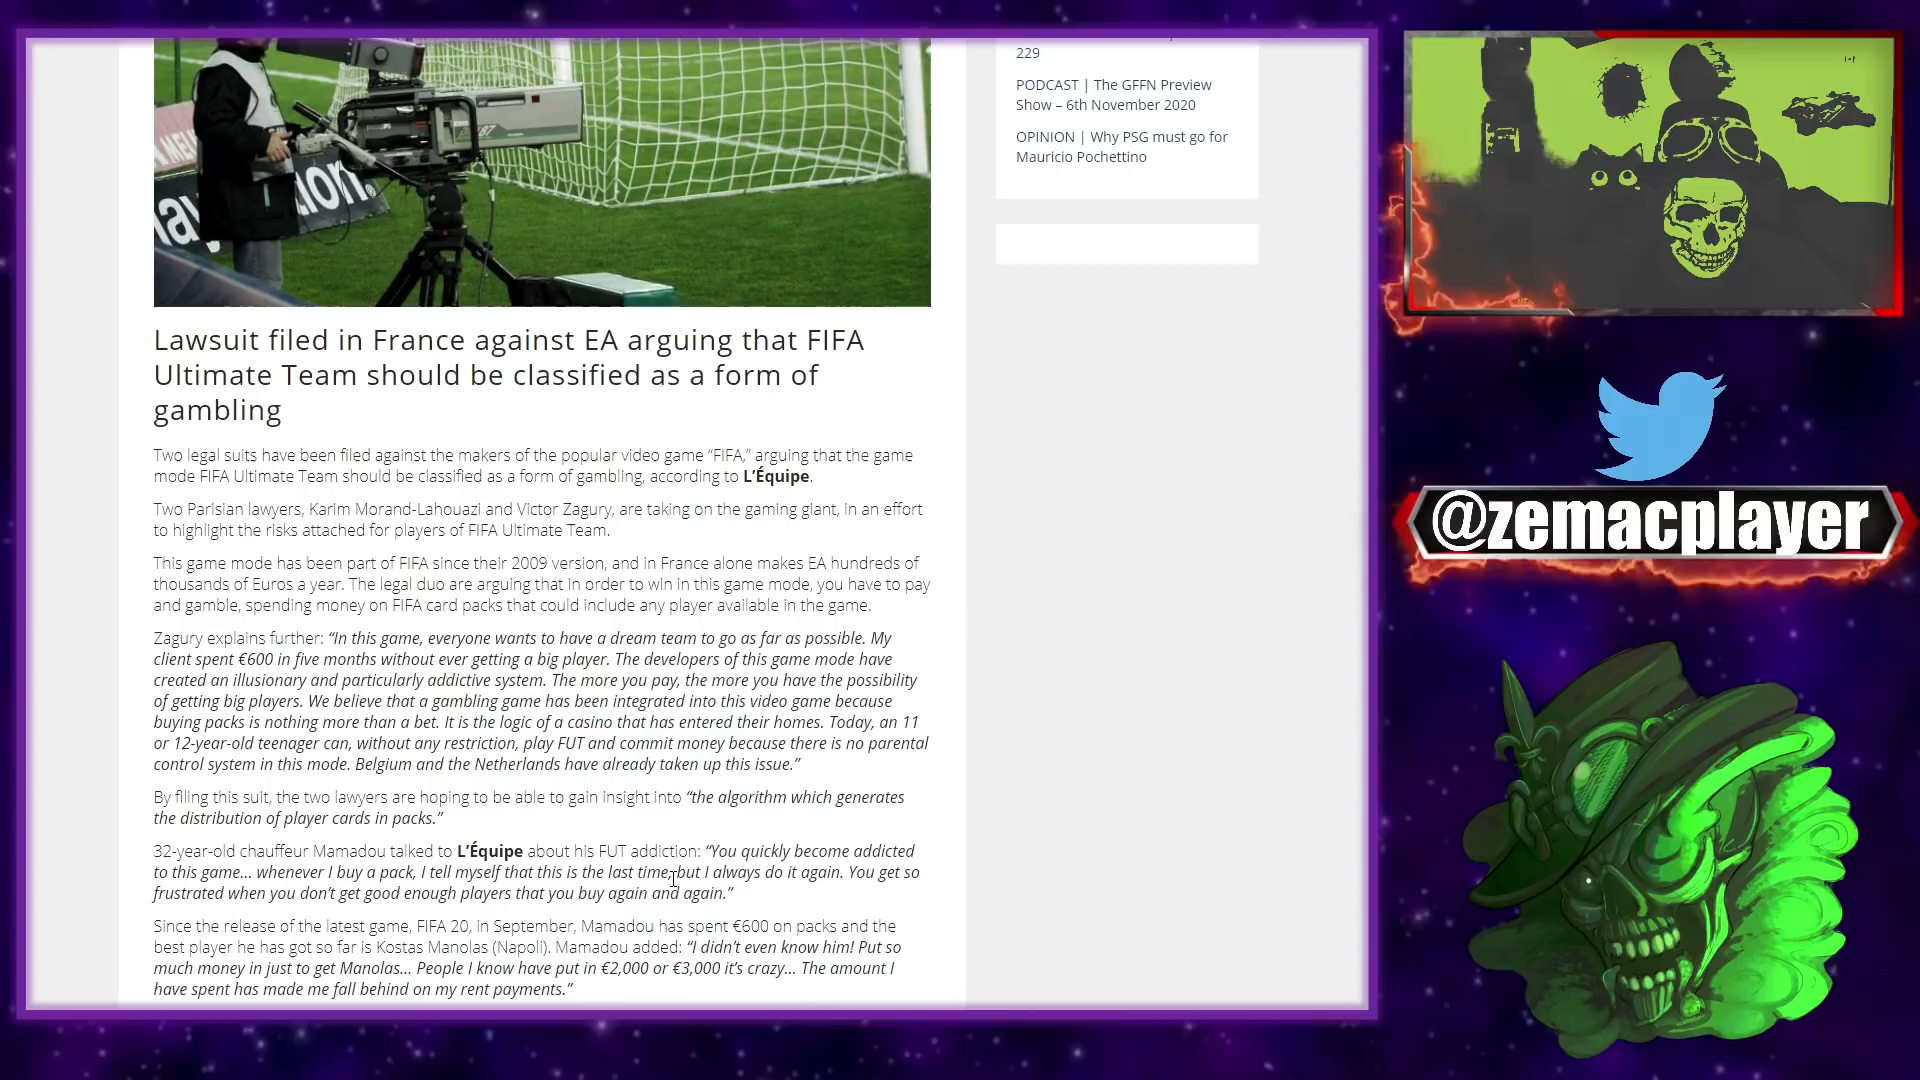 229
PODCAST | The GFFN Preview
Show – 6th November 2020
OPINION | Why PSG must go for
Mauricio Pochettino
Lawsuit filed in France against EA arguing that FIFA
Ultimate Team should be classified as a form of
gambling
Two legal suits have been filed against the makers of the popular video game “FIFA,” arguing that the game
mode FIFA Ultimate Team should be classified as a form of gambling, according to L’Équipe.
Two Parisian lawyers, Karim Morand-Lahouazi and Victor Zagury, are taking on the gaming giant, in an effort
to highlight the risks attached for players of FIFA Ultimate Team.
This game mode has been part of FIFA since their 2009 version, and in France alone makes EA hundreds of
thousands of Euros a year. The legal duo are arguing that in order to win in this game mode, you have to pay
and gamble, spending money on FIFA card packs that could include any player available in the game.
Zagury explains further: “In this game, everyone wants to have a dream team to go as far as possible. My
client spent €600 in five months without ever getting a big player. The developers of this game mode have
created an illusionary and particularly addictive system. The more you pay, the more you have the possibility
of getting big players. We believe that a gambling game has been integrated into this video game because
buying packs is nothing more than a bet. It is the logic of a casino that has entered their homes. Today, an 11
or 12-year-old teenager can, without any restriction, play FUT and commit money because there is no parental
control system in this mode. Belgium and the Netherlands have already taken up this issue.”
By filing this suit, the two lawyers are hoping to be able to gain insight into “the algorithm which generates
the distribution of player cards in packs.”
32-year-old chauffeur Mamadou talked to L’Équipe about his FUT addiction: “You quickly become addicted
to this game… whenever I buy a pack, I tell myself that this is the last time, but I always do it again. You get so
frustrated when you don’t get good enough players that you buy again and again.”
Since the release of the latest game, FIFA 20, in September, Mamadou has spent €600 on packs and the
best player he has got so far is Kostas Manolas (Napoli). Mamadou added: “I didn’t even know him! Put so
much money in just to get Manolas… People I know have put in €2,000 or €3,000 it’s crazy… The amount I
have spent has made me fall behind on my rent payments.”
@zemacplayer